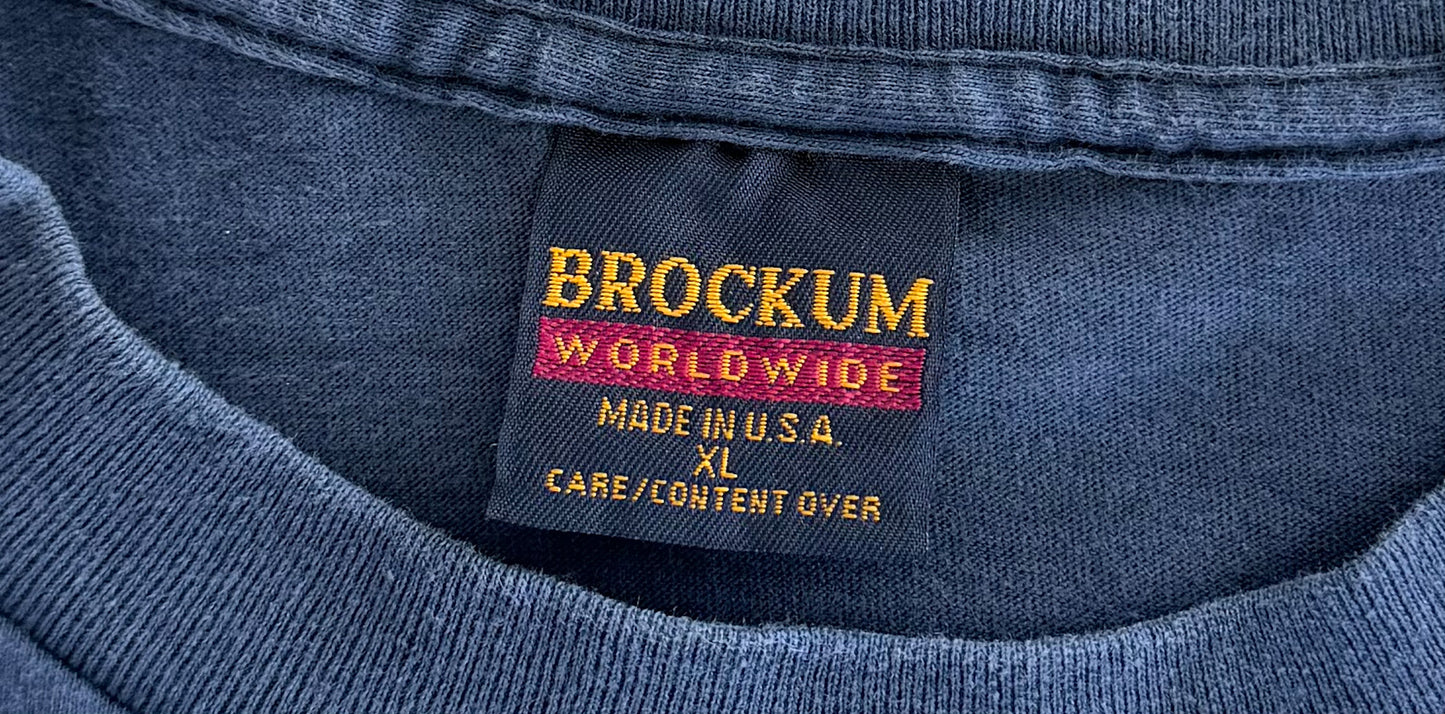 BROCKUM
WORLDWIDE
MADE IN U.S.A.
XL
CARE/CONTENT OVER